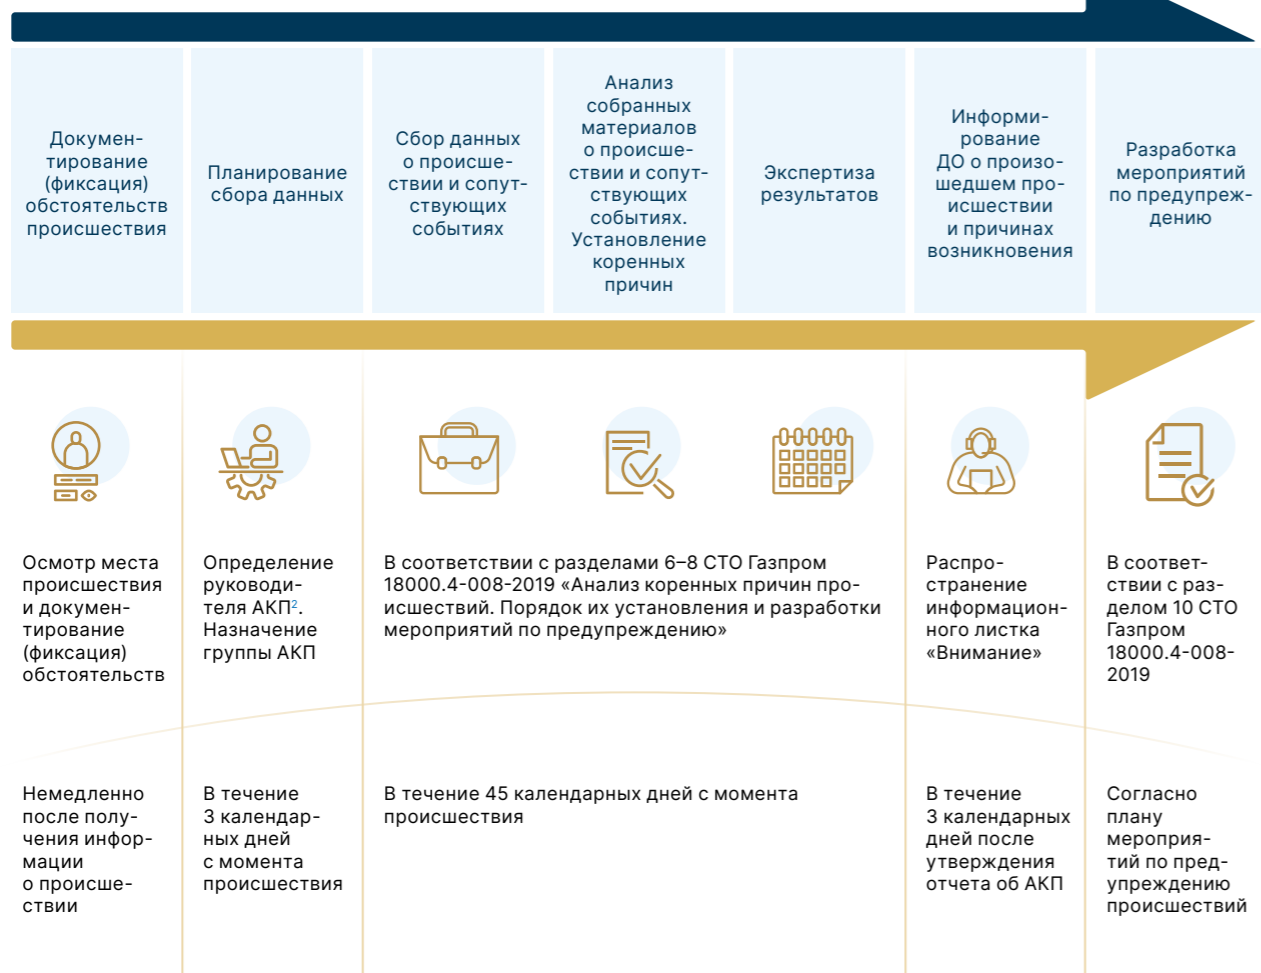 Докумен-
тирование
(фиксация)
обстоятельств
происшествия
Планирование
сбора данных
Сбор данных
о происше-
ствии и сопут-
ствующих
событиях
Анализ
собранных
материалов
о происше-
ствии и сопут-
ствующих
событиях.
Установление
коренных
причин
Экспертиза
результатов
Информи-
рование
ДО о произо-
шедшем про-
исшествии
и причинах
возникновения
Разработка
мероприятий
по предупреж-
дению
Осмотр места
происшествия
и докумен-
тирование
(фиксация)
обстоятельств
Определение
руководи-
теля АКП².
Назначение
группы АКП
В соответствии с разделами 6–8 СТО Газпром
18000.4-008-2019 «Анализ коренных причин про-
исшествий. Порядок их установления и разработки
мероприятий по предупреждению»
Распро-
странение
информацион-
ного листка
«Внимание»
В соответ-
ствии с раз-
делом 10 СТО
Газпром
18000.4-008-
2019
Немедленно
после полу-
чения инфор-
мации
о происше-
ствии
В течение
3 календар-
ных дней
с момента
происшествия
В течение 45 календарных дней с момента
происшествия
В течение
3 календарных
дней после
утверждения
отчета об АКП
Согласно
плану
мероприя-
тий по пред-
упреждению
происшествий